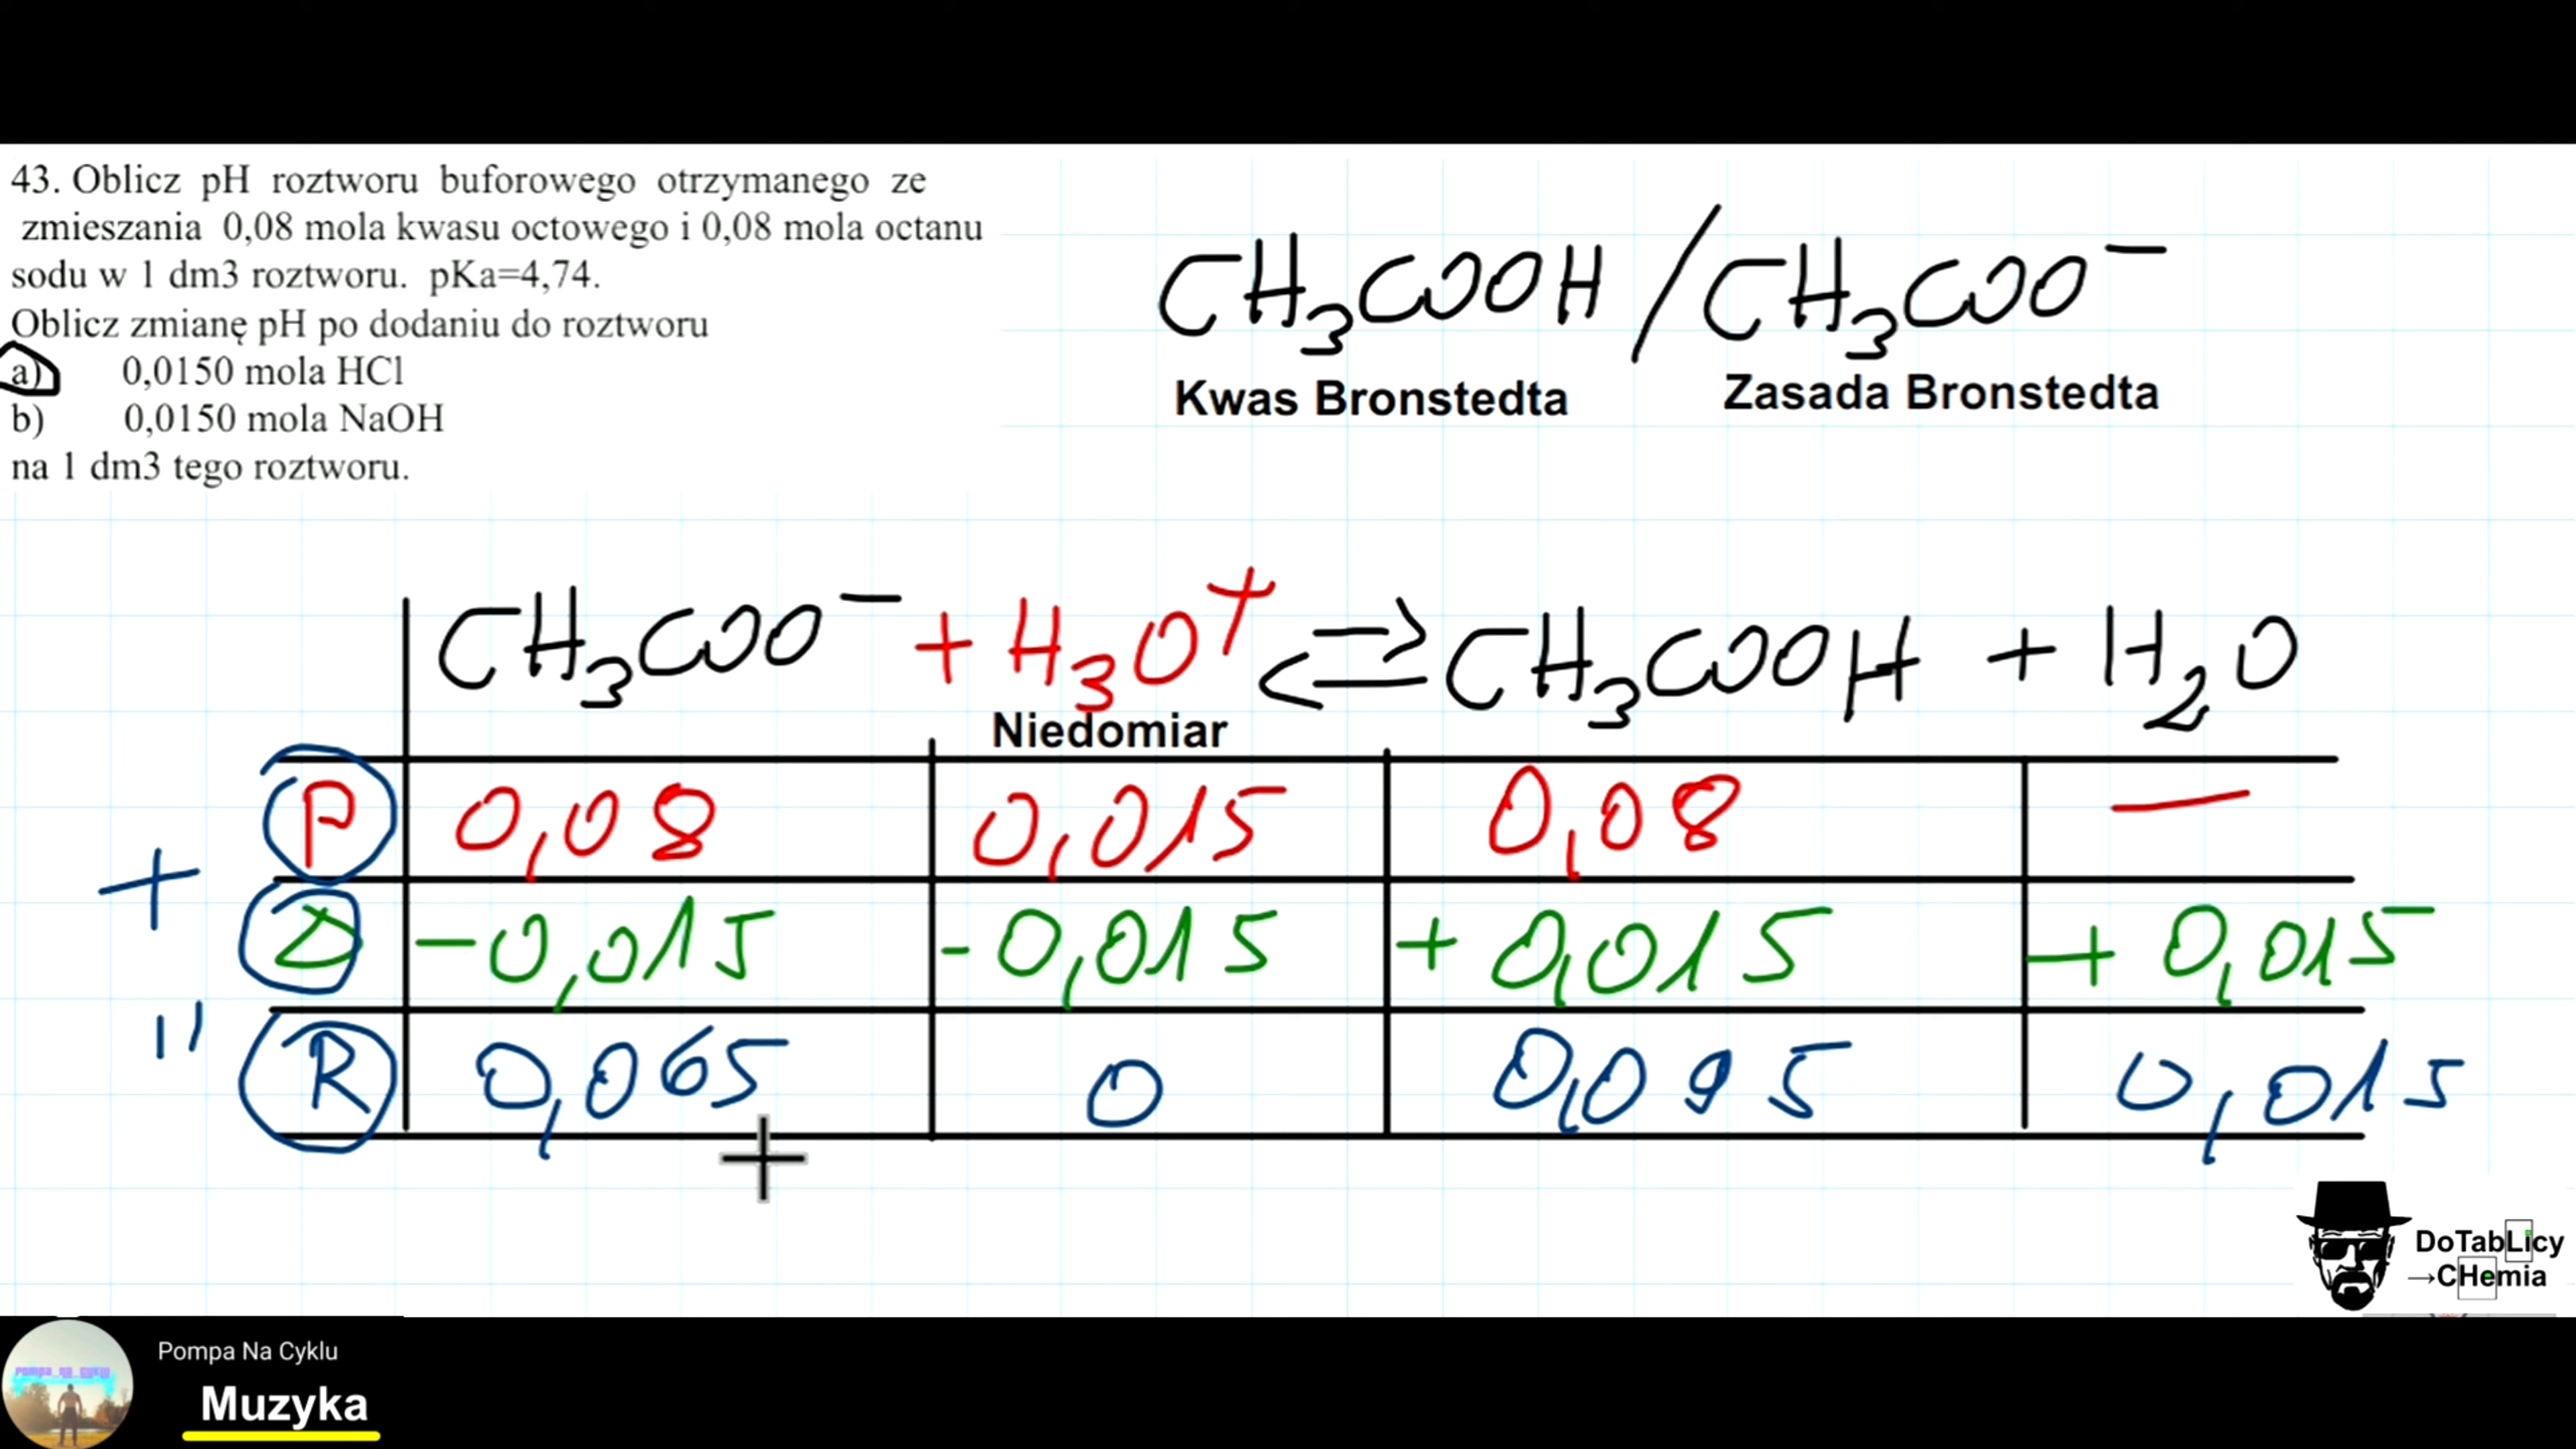 43. Oblicz pH roztworu buforowego otrzymanego ze
zmieszania 0,08 mola kwasu octowego i 0,08 mola octanu
sodu w 1 dm3 roztworu. pKa=4,74.
Oblicz zmianę pH po dodaniu do roztworu
a) 0,0150 mola HCl
b) 0,0150 mola NaOH
na 1 dm3 tego roztworu.
CH₃COOH / CH₃COO⁻
Kwas Bronstedta Zasada Bronstedta
CH₃COO⁻ + H₃O⁺ ⇄ CH₃COOH + H₂O
Niedomiar
P 0,08 0,015 0,08 —
+
Z -0,015 -0,015 +0,015 +0,015
=
R 0,065 0 0,095 0,015
DoTabLicy
→CHemia
Pompa Na Cyklu
Muzyka